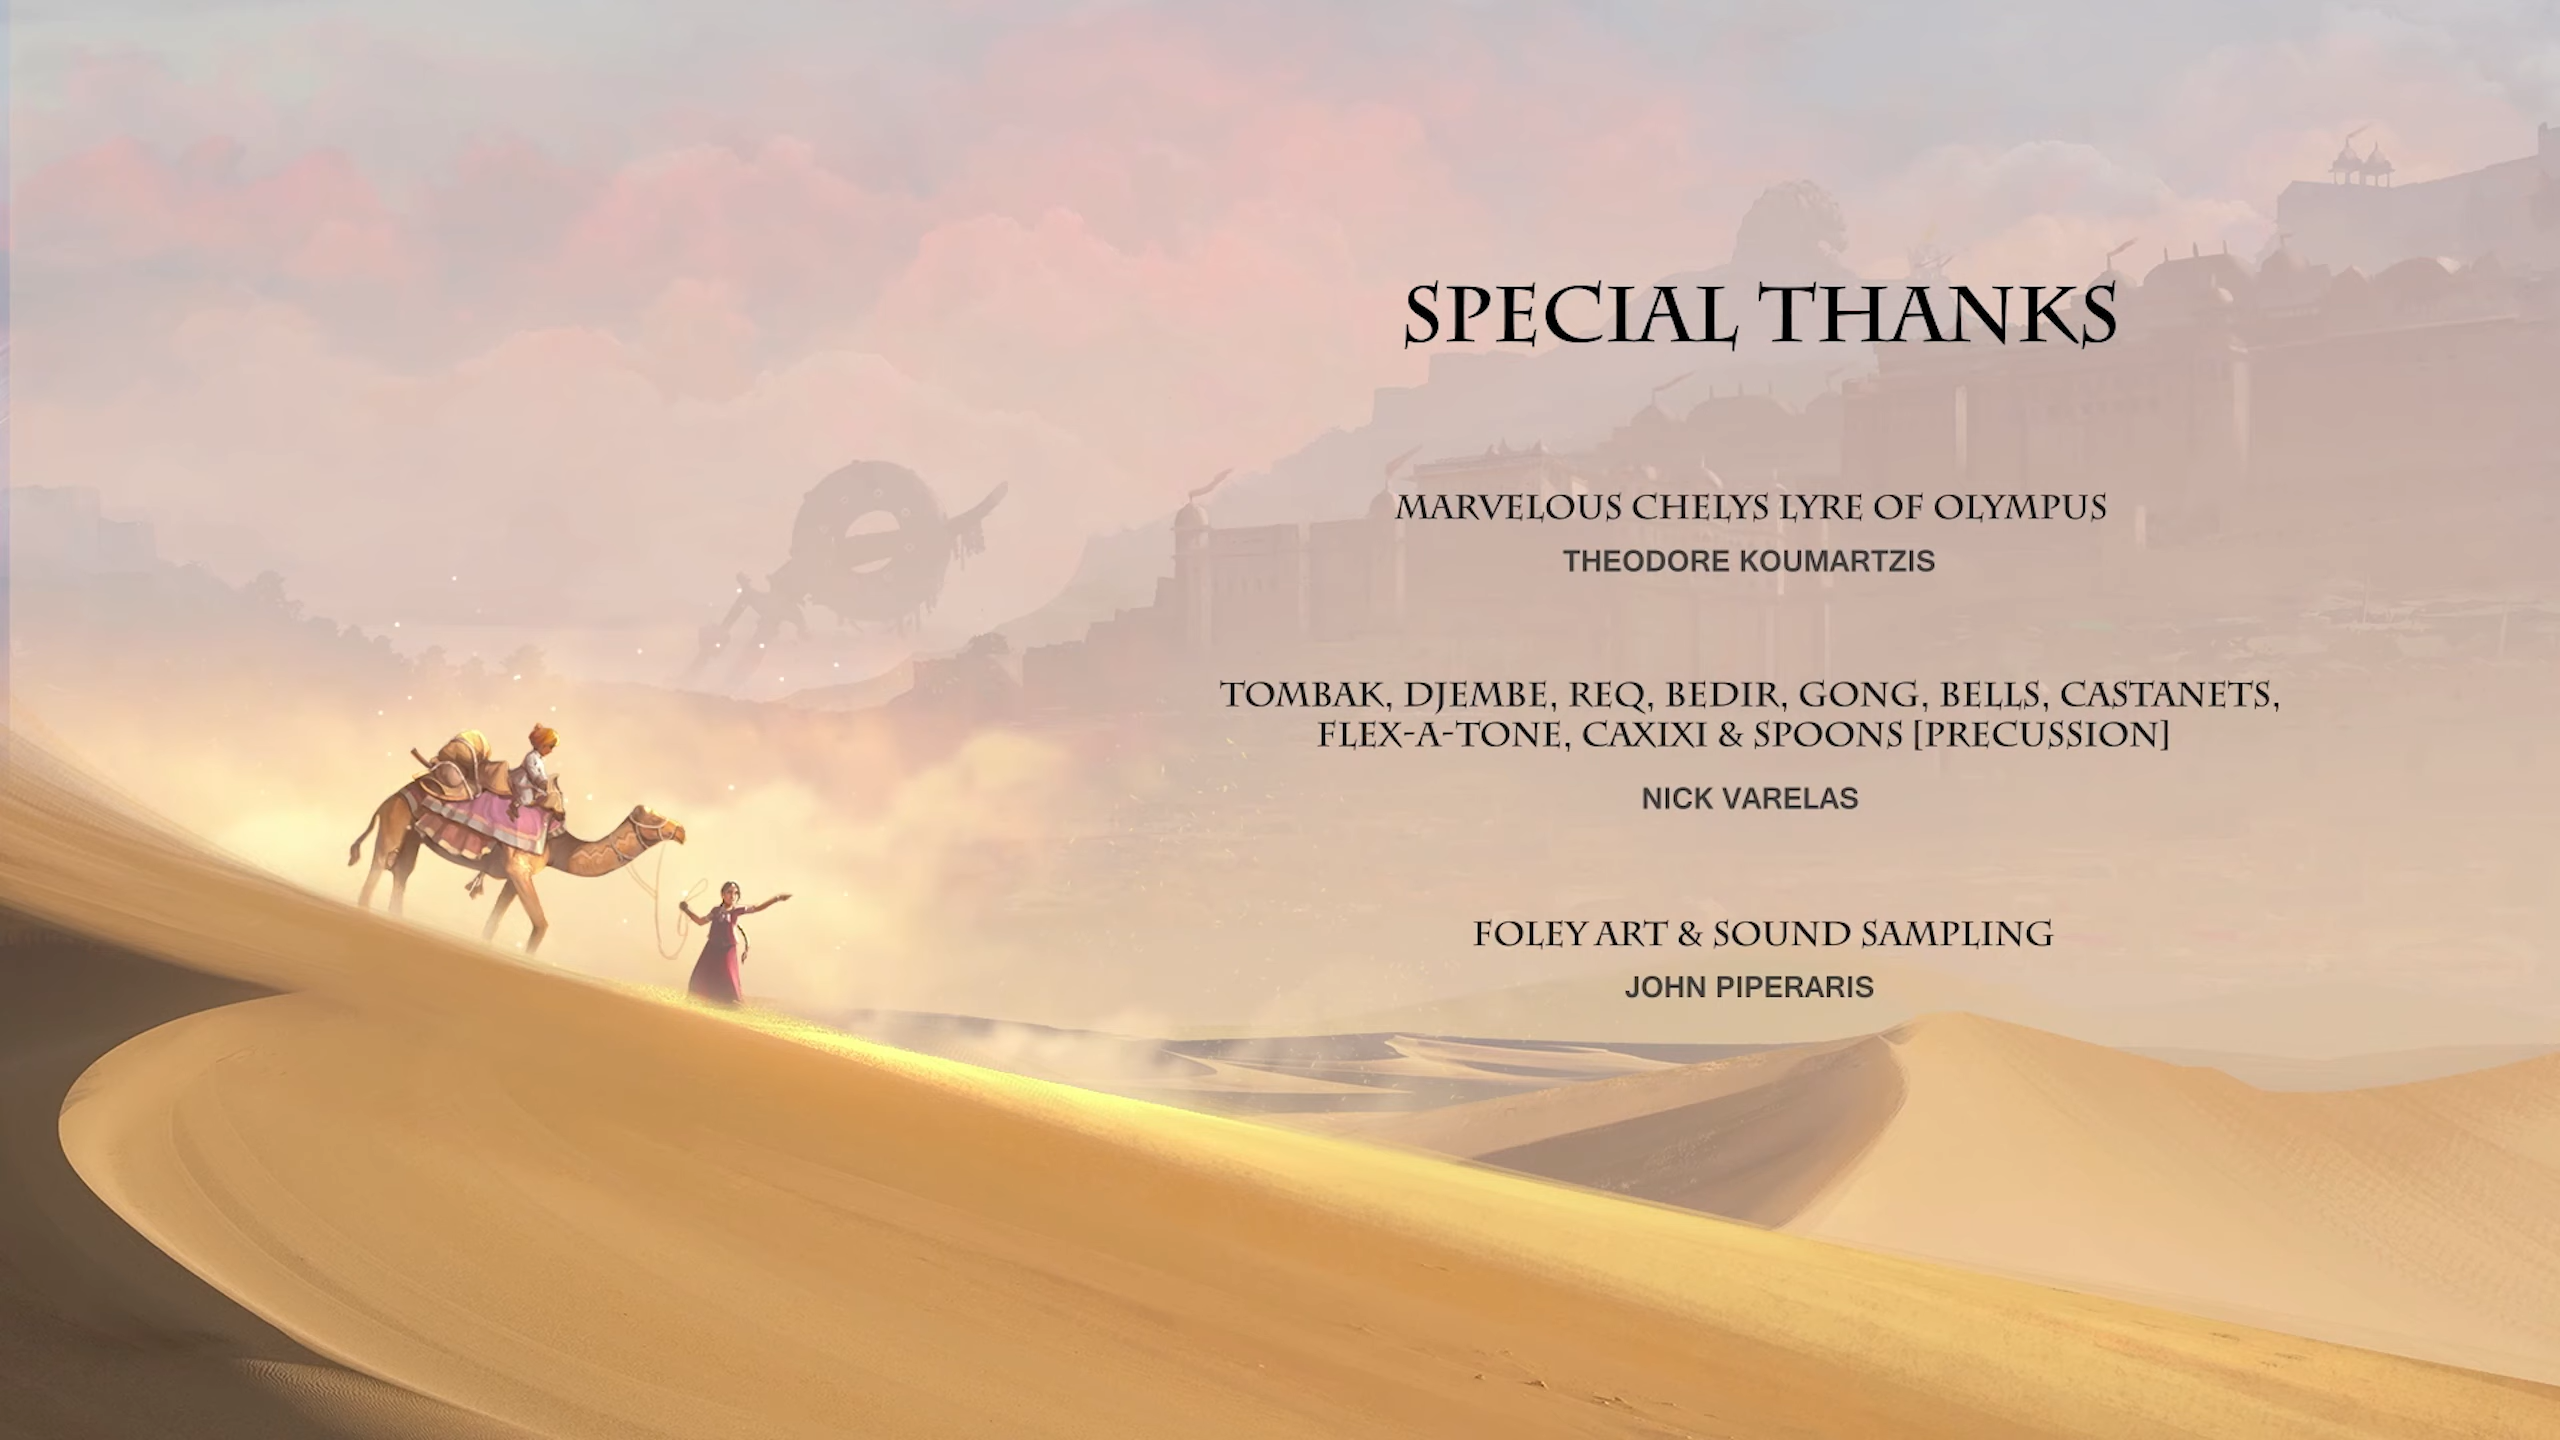 SPECIAL THANKS
MARVELOUS CHELYS LYRE OF OLYMPUS
THEODORE KOUMARTZIS
TOMBAK, DJEMBE, REQ, BEDIR, GONG, BELLS, CASTANETS,
FLEX-A-TONE, CAXIXI & SPOONS [PRECUSSION]
NICK VARELAS
FOLEY ART & SOUND SAMPLING
JOHN PIPERARIS